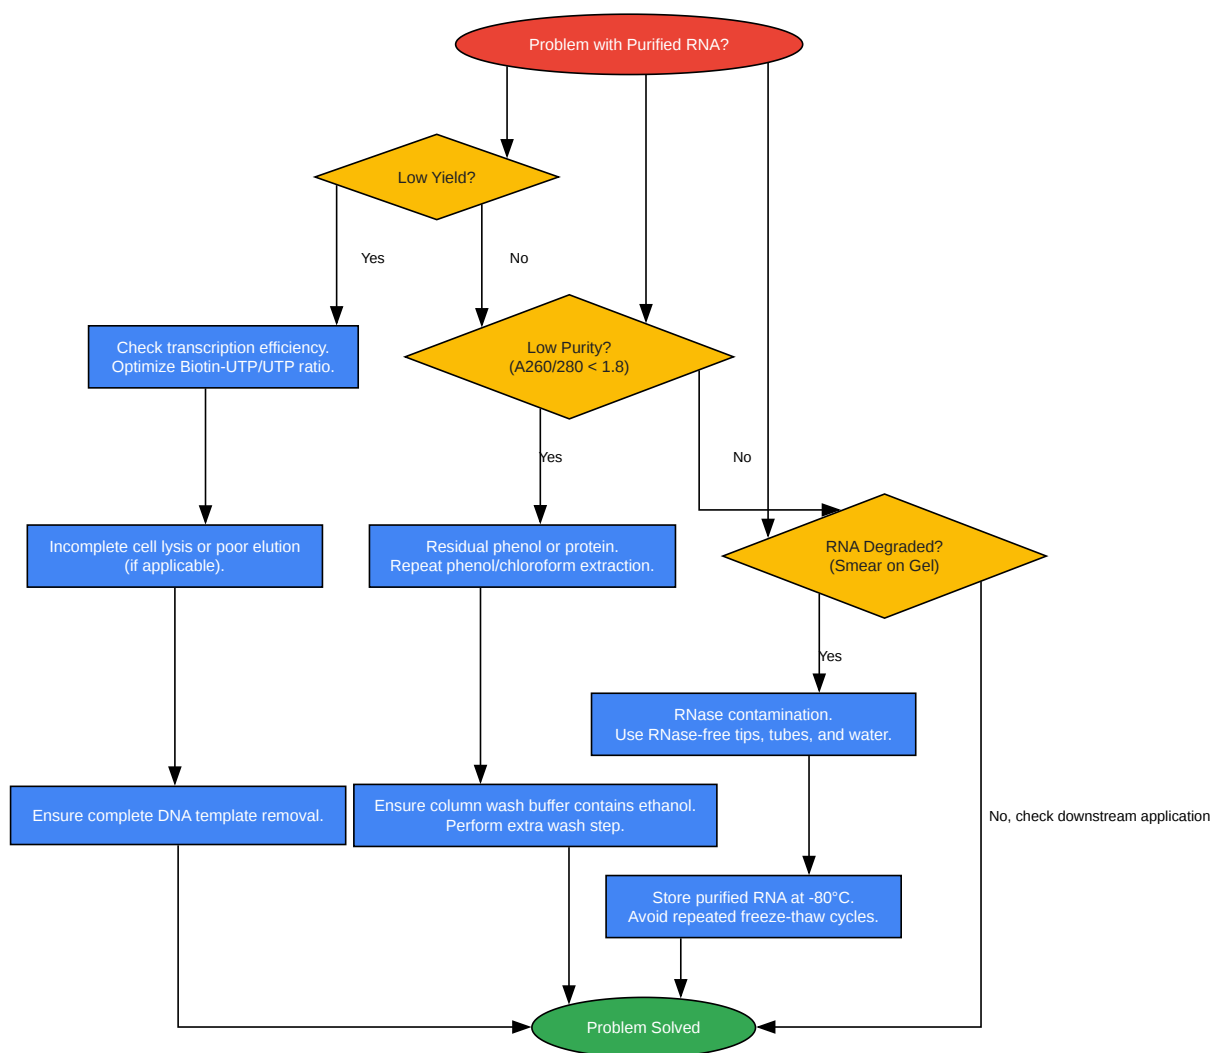 Problem with Purified RNA?
Low Yield?
Yes
No
Check transcription efficiency.
Optimize Biotin-UTP/UTP ratio.
Low Purity?
(A260/280 < 1.8)
Yes
No
Incomplete cell lysis or poor elution
(if applicable).
Residual phenol or protein.
Repeat phenol/chloroform extraction.
RNA Degraded?
(Smear on Gel)
Yes
RNase contamination.
Use RNase-free tips, tubes, and water.
Ensure complete DNA template removal.
Ensure column wash buffer contains ethanol.
Perform extra wash step.
No, check downstream application
Store purified RNA at -80°C.
Avoid repeated freeze-thaw cycles.
Problem Solved